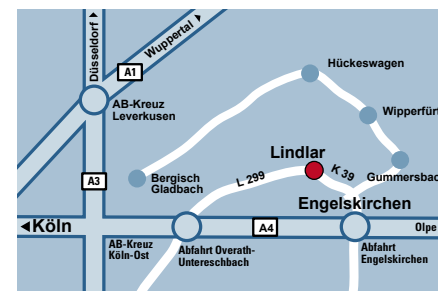 Düsseldorf ▶
Wuppertal ▶
A1
Hückeswagen
AB-Kreuz
Leverkusen
Wipperfürt
Lindlar
Bergisch
Gladbach
L 299
K 39
Gummersbac
A3
Engelskirchen
◄Köln
A4
Olpe
AB-Kreuz
Köln-Ost
Abfahrt Overath-
Untereschbach
Abfahrt
Engelskirchen